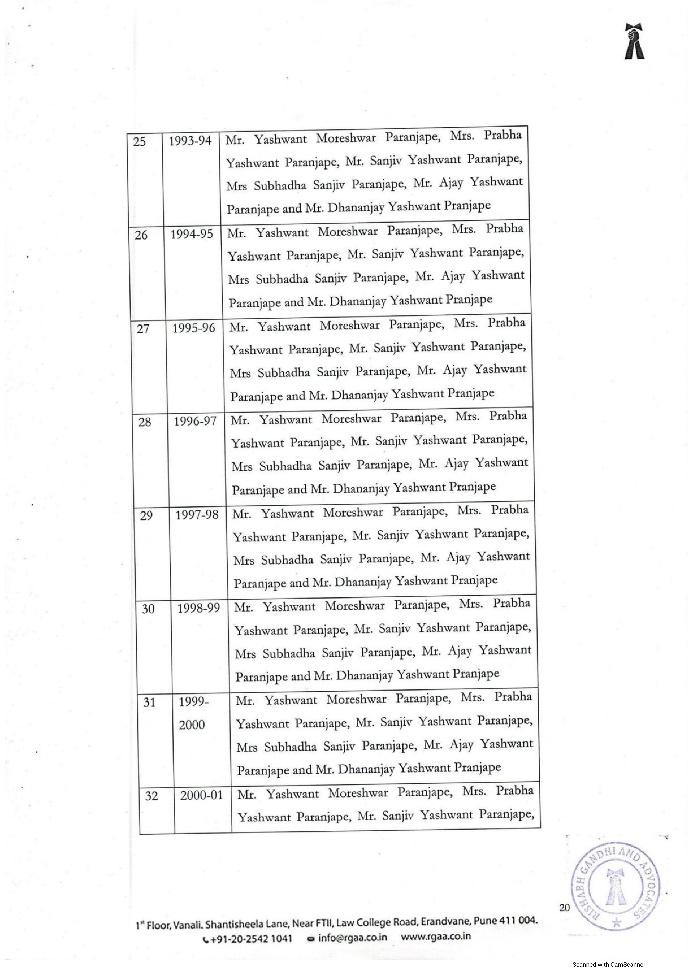 25 1993-94 Mr. Yashwant Moreshwar Paranjape, Mrs. Prabha
Yashwant Paranjape, Mr. Sanjiv Yashwant Paranjape,
Mrs Subhadha Sanjiv Paranjape, Mr. Ajay Yashwant
Paranjape and Mr. Dhananjay Yashwant Pranjape
26 1994-95 Mr. Yashwant Moreshwar Paranjape, Mrs. Prabha
Yashwant Paranjape, Mr. Sanjiv Yashwant Paranjape,
Mrs Subhadha Sanjiv Paranjape, Mr. Ajay Yashwant
Paranjape and Mr. Dhananjay Yashwant Pranjape
27 1995-96 Mr. Yashwant Moreshwar Paranjape, Mrs. Prabha
Yashwant Paranjape, Mr. Sanjiv Yashwant Paranjape,
Mrs Subhadha Sanjiv Paranjape, Mr. Ajay Yashwant
Paranjape and Mr. Dhananjay Yashwant Pranjape
28 1996-97 Mr. Yashwant Moreshwar Paranjape, Mrs. Prabha
Yashwant Paranjape, Mr. Sanjiv Yashwant Paranjape,
Mrs Subhadha Sanjiv Paranjape, Mr. Ajay Yashwant
Paranjape and Mr. Dhananjay Yashwant Pranjape
29 1997-98 Mr. Yashwant Moreshwar Paranjape, Mrs. Prabha
Yashwant Paranjape, Mr. Sanjiv Yashwant Paranjape,
Mrs Subhadha Sanjiv Paranjape, Mr. Ajay Yashwant
Paranjape and Mr. Dhananjay Yashwant Pranjape
30 1998-99 Mr. Yashwant Moreshwar Paranjape, Mrs. Prabha
Yashwant Paranjape, Mr. Sanjiv Yashwant Paranjape,
Mrs Subhadha Sanjiv Paranjape, Mr. Ajay Yashwant
Paranjape and Mr. Dhananjay Yashwant Pranjape
31 1999- Mr. Yashwant Moreshwar Paranjape, Mrs. Prabha
2000 Yashwant Paranjape, Mr. Sanjiv Yashwant Paranjape,
Mrs Subhadha Sanjiv Paranjape, Mr. Ajay Yashwant
Paranjape and Mr. Dhananjay Yashwant Pranjape
32 2000-01 Mr. Yashwant Moreshwar Paranjape, Mrs. Prabha
Yashwant Paranjape, Mr. Sanjiv Yashwant Paranjape,
RISHABH GANDHI AND ADVOCATES
20
1st Floor, Vanali. Shantisheela Lane, Near FTII, Law College Road, Erandvane, Pune 411 004.
+91-20-2542 1041 info@rgaa.co.in www.rgaa.co.in
Scanned with CamScanner